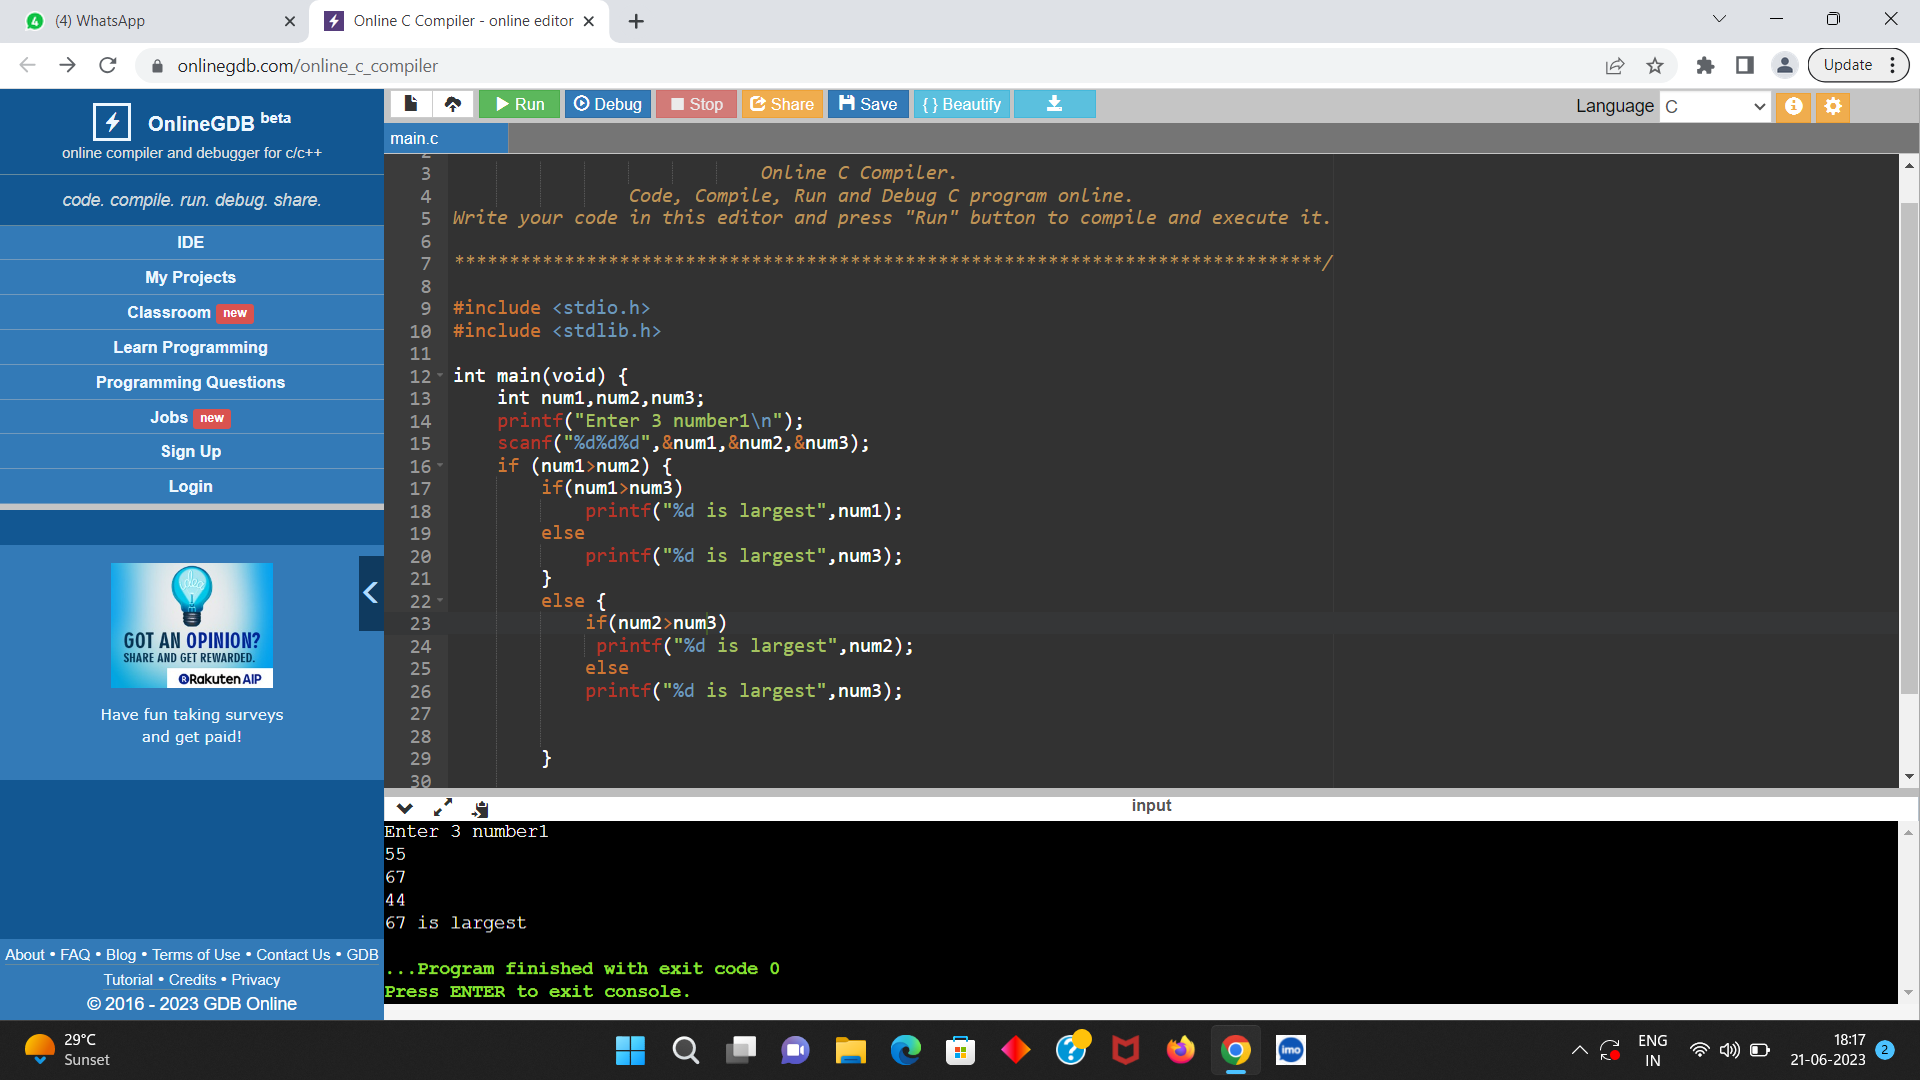 (4) WhatsApp
Online C Compiler - online editor
onlinegdb.com/online_c_compiler
Update
OnlineGDB beta
online compiler and debugger for c/c++
code. compile. run. debug. share.
IDE
My Projects
Classroom new
Learn Programming
Programming Questions
Jobs new
Sign Up
Login
GOT AN OPINION?
SHARE AND GET REWARDED.
Rakuten AIP
Have fun taking surveys
and get paid!
About • FAQ • Blog • Terms of Use • Contact Us • GDB
Tutorial • Credits • Privacy
© 2016 - 2023 GDB Online
Run Debug Stop Share Save { } Beautify
Language C
main.c
3 Online C Compiler.
4 Code, Compile, Run and Debug C program online.
5 Write your code in this editor and press "Run" button to compile and execute it.
6
7 *******************************************************************************/
8
9 #include <stdio.h>
10 #include <stdlib.h>
11
12 int main(void) {
13 int num1,num2,num3;
14 printf("Enter 3 number1\n");
15 scanf("%d%d%d",&num1,&num2,&num3);
16 if (num1>num2) {
17 if(num1>num3)
18 printf("%d is largest",num1);
19 else
20 printf("%d is largest",num3);
21 }
22 else {
23 if(num2>num3)
24 printf("%d is largest",num2);
25 else
26 printf("%d is largest",num3);
27
28
29 }
30
input
Enter 3 number1
55
67
44
67 is largest
...Program finished with exit code 0
Press ENTER to exit console.
29°C
Sunset
imo
ENG
IN
18:17
21-06-2023
2